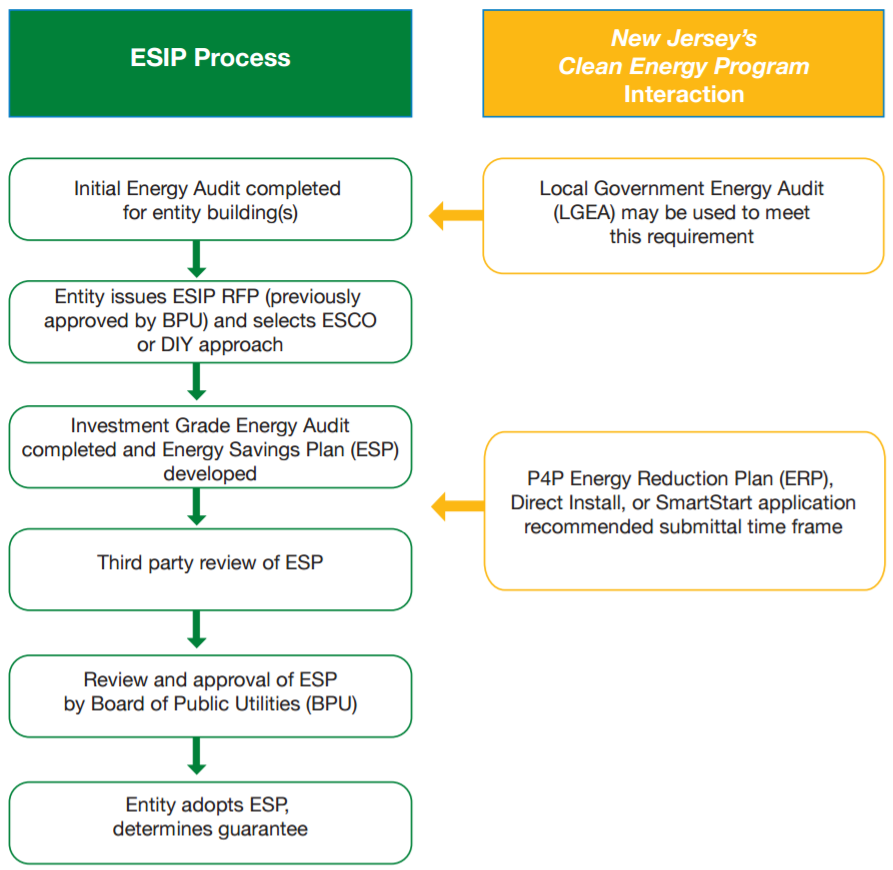 ESIP Process
New Jersey's
Clean Energy Program
Interaction
Initial Energy Audit completed
for entity building(s)
Local Government Energy Audit
(LGEA) may be used to meet
this requirement
Entity issues ESIP RFP (previously
approved by BPU) and selects ESCO
or DIY approach
Investment Grade Energy Audit
completed and Energy Savings Plan (ESP)
developed
P4P Energy Reduction Plan (ERP),
Direct Install, or SmartStart application
recommended submittal time frame
Third party review of ESP
Review and approval of ESP
by Board of Public Utilities (BPU)
Entity adopts ESP,
determines guarantee